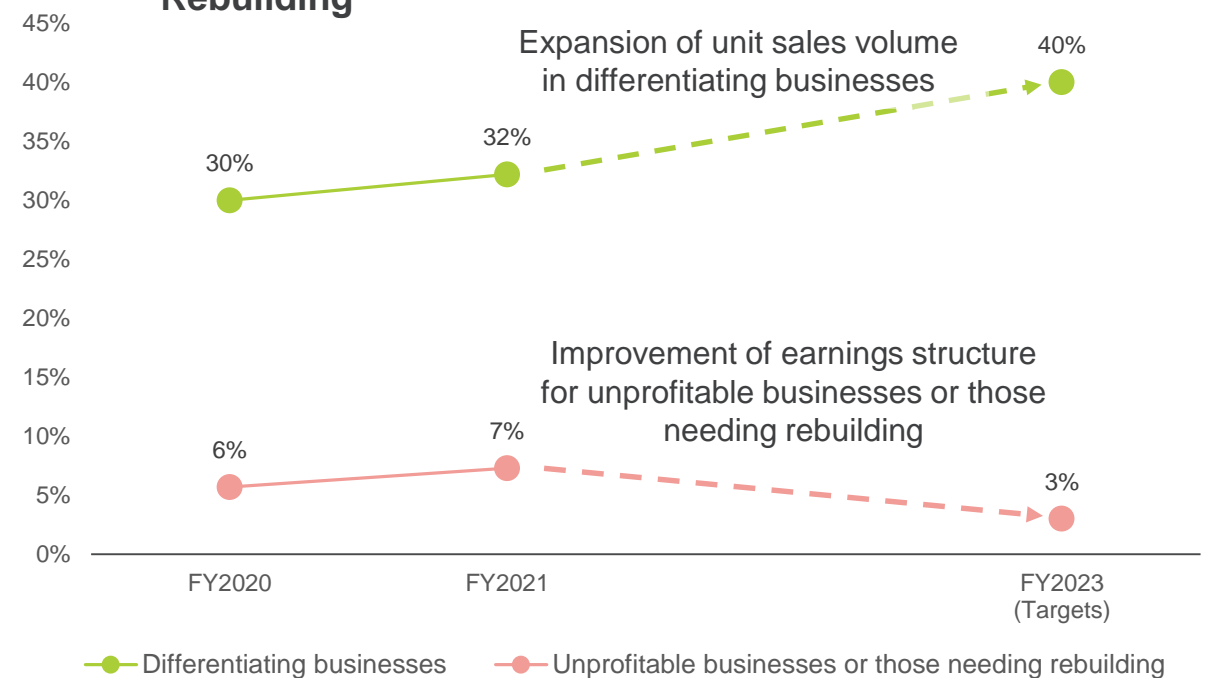 Rebuilding
45%
40%
35%
30%
25%
20%
15%
10%
5%
0%
Expansion of unit sales volume
in differentiating businesses
30%
32%
40%
Improvement of earnings structure
for unprofitable businesses or those
needing rebuilding
6%
7%
3%
FY2020
FY2021
FY2023
(Targets)
Differentiating businesses
Unprofitable businesses or those needing rebuilding